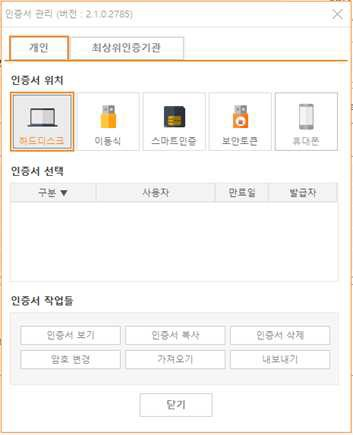 인증서 관리 (버전 : 2.1.0.2785)
개인 최상위인증기관
인증서 위치
하드디스크 이동식 스마트인증 보안토큰 휴대폰
인증서 선택
구분 ▼ 사용자 만료일 발급자
인증서 작업들
인증서 보기 인증서 복사 인증서 삭제
암호 변경 가져오기 내보내기
닫기